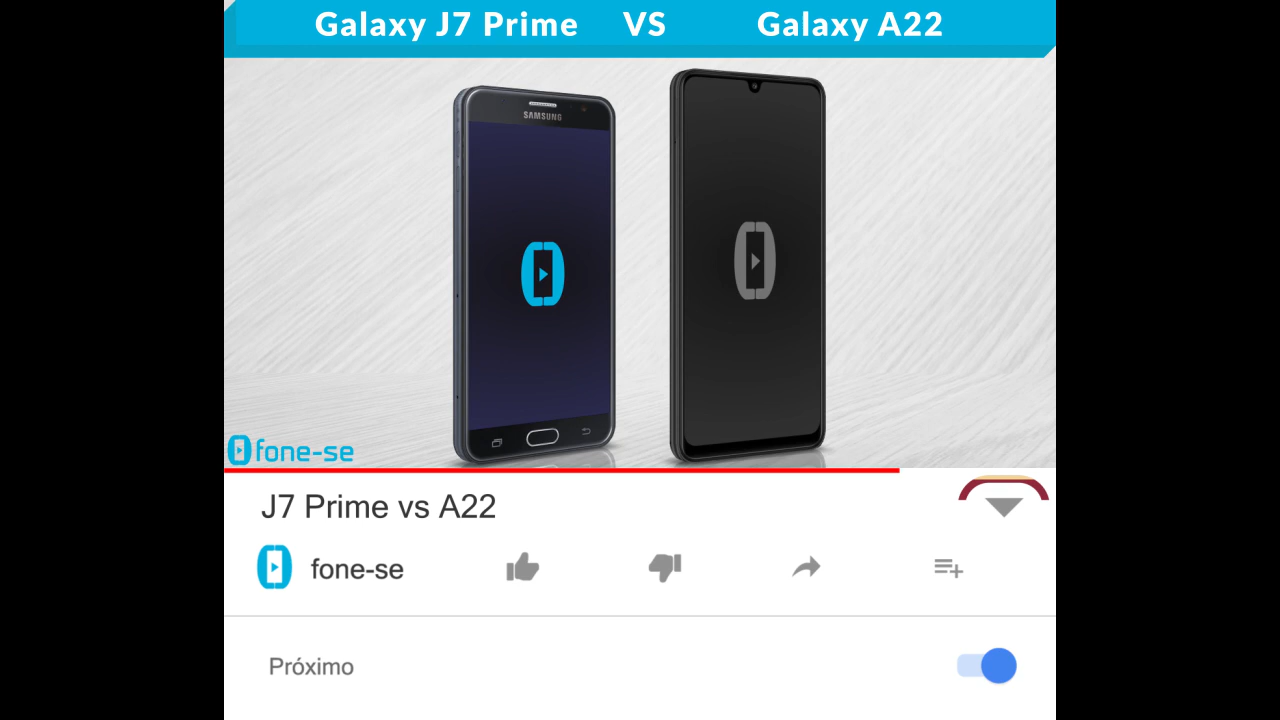 Galaxy J7 Prime VS Galaxy A22
SAMSUNG
fone-se
J7 Prime vs A22
fone-se
Próximo